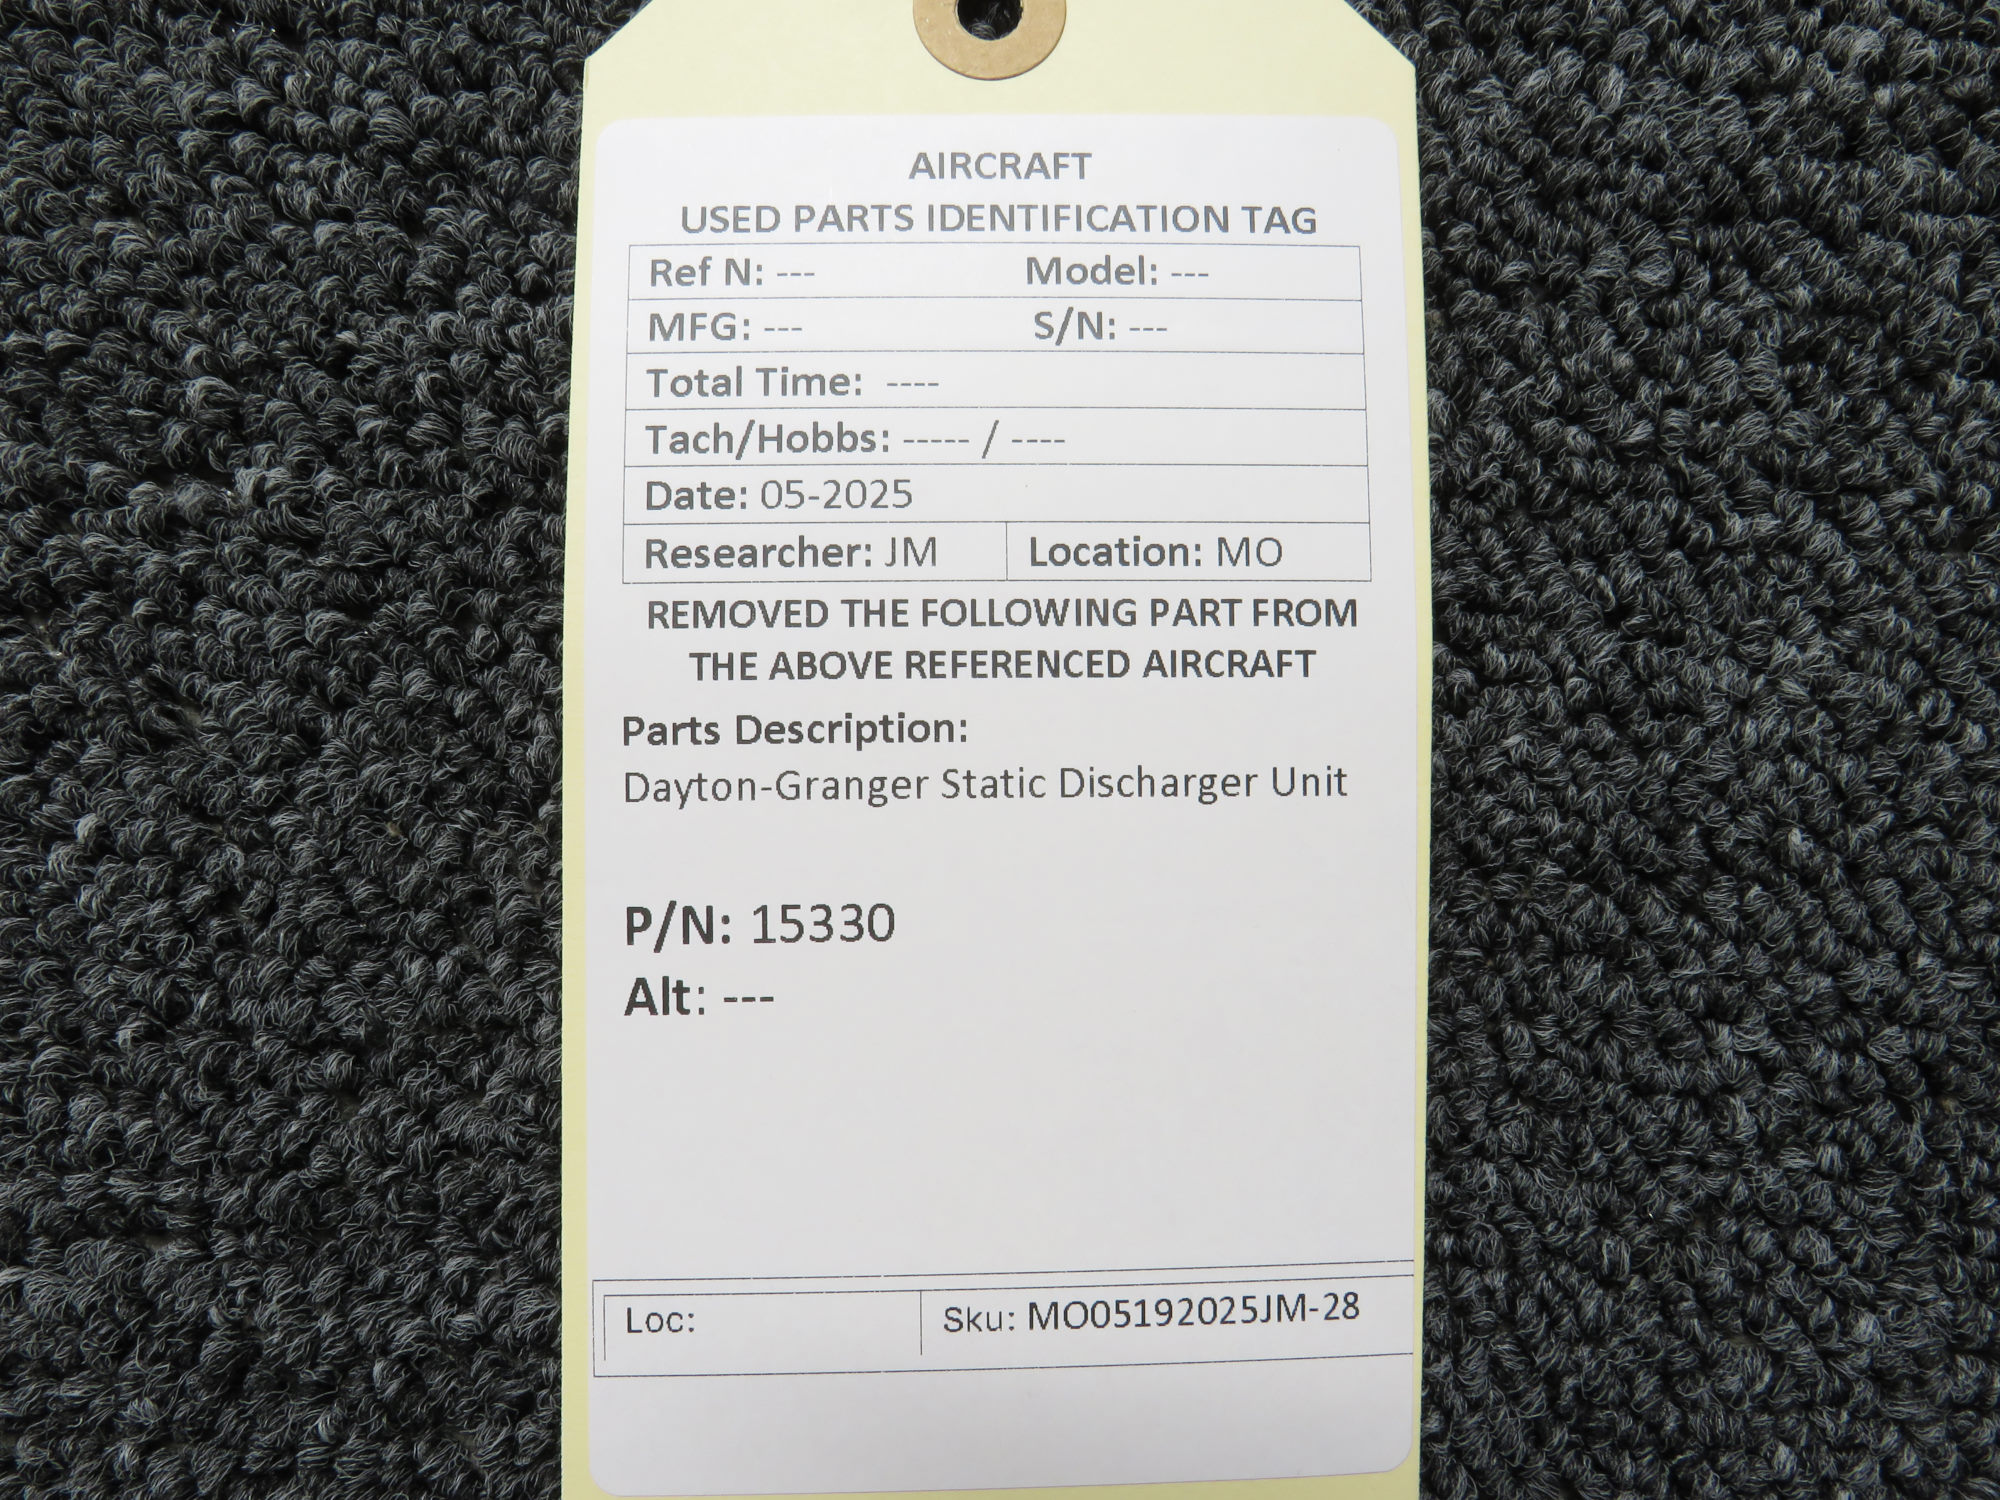 AIRCRAFT
USED PARTS IDENTIFICATION TAG
Ref N: --- Model: ---
MFG: --- S/N: ---
Total Time: ----
Tach/Hobbs: ----- / ----
Date: 05-2025
Researcher: JM Location: MO
REMOVED THE FOLLOWING PART FROM
THE ABOVE REFERENCED AIRCRAFT
Parts Description:
Dayton-Granger Static Discharger Unit
P/N: 15330
Alt: ---
Loc: Sku: MO05192025JM-28